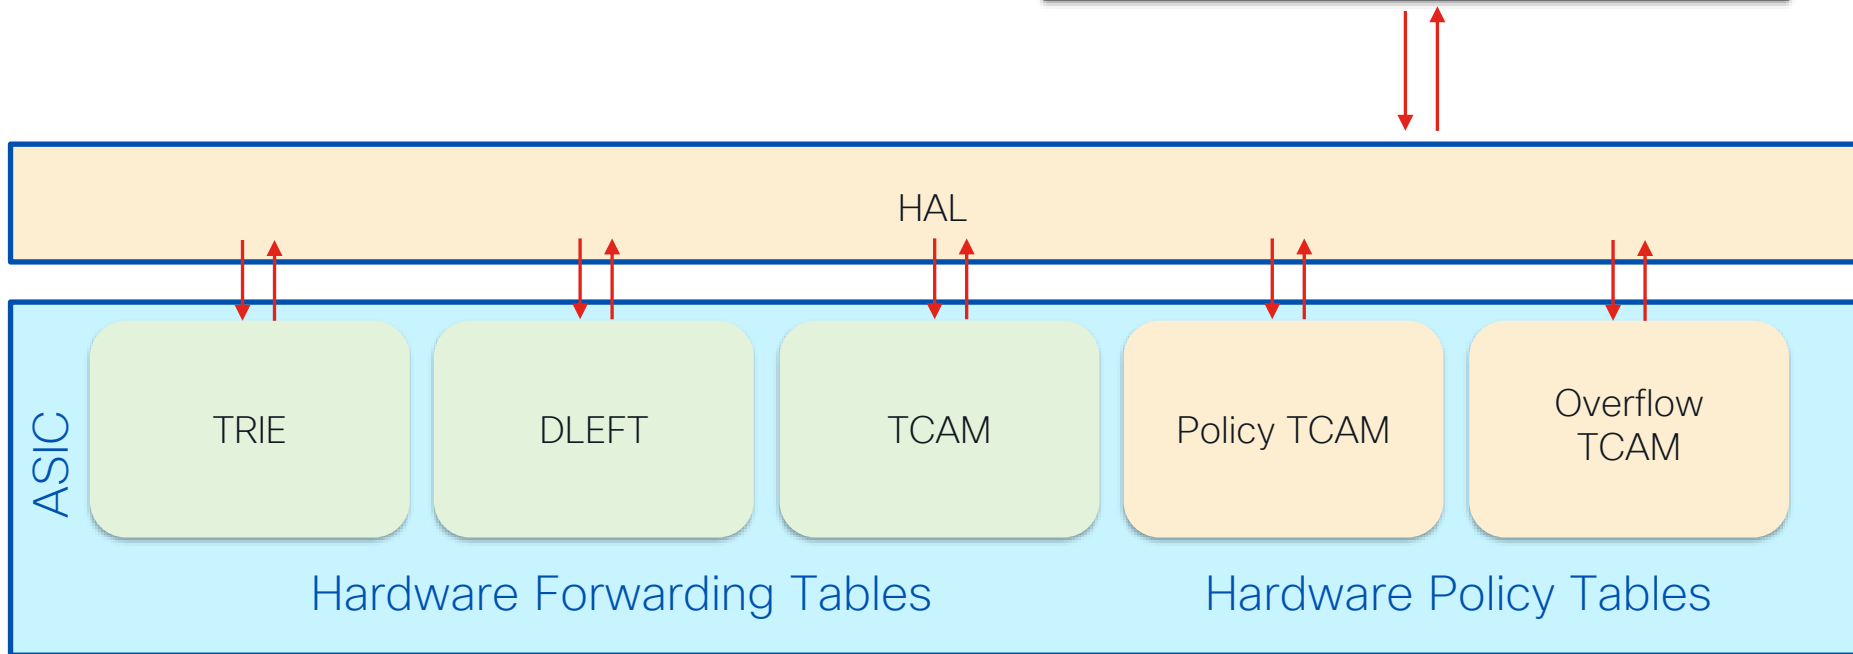 HAL
ASIC
TRIE
DLEFT
TCAM
Policy TCAM
Overflow
TCAM
Hardware Forwarding Tables
Hardware Policy Tables